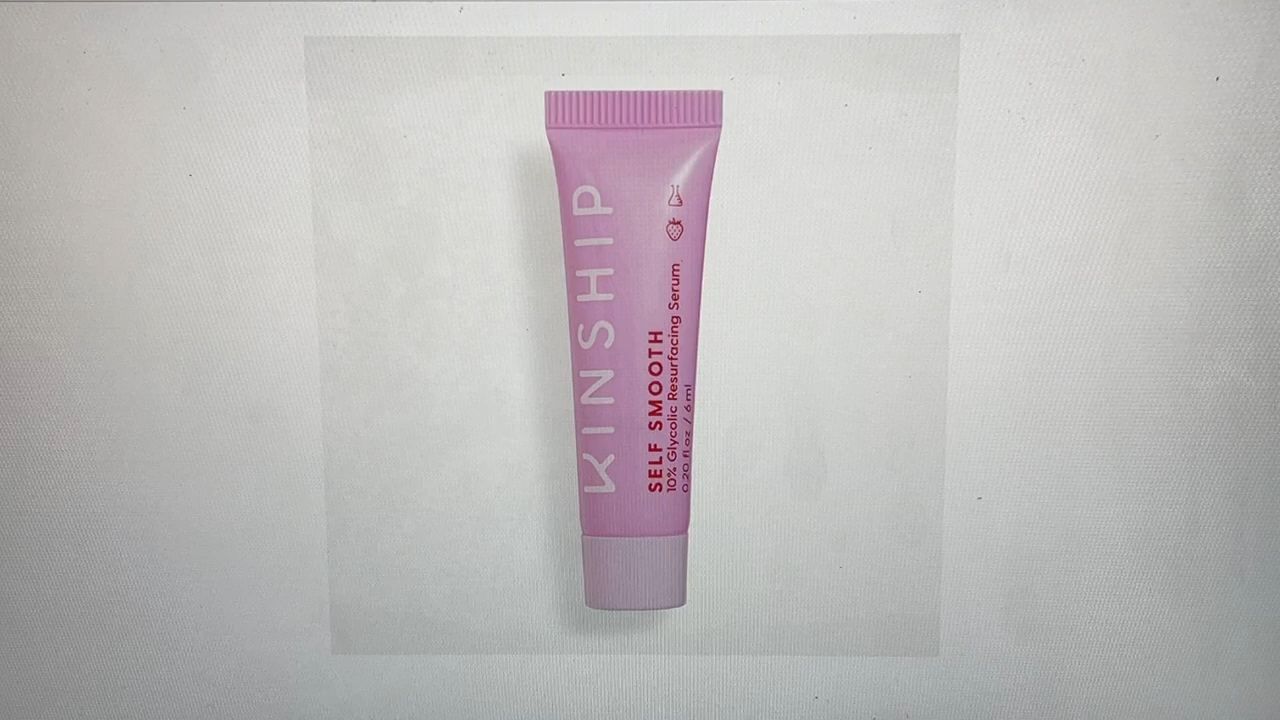 KINSHIP
SELF SMOOTH
10% Glycolic Resurfacing Serum
0.20 fl oz / 6 ml